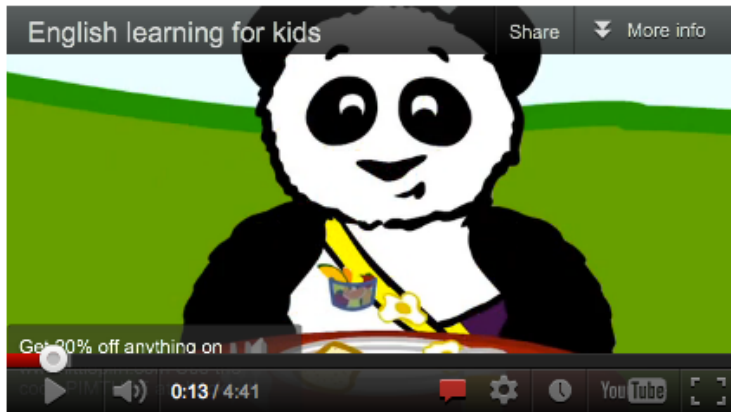 English learning for kids
Share
More info
Get 20% off anything on
0:13 / 4:41
YouTube